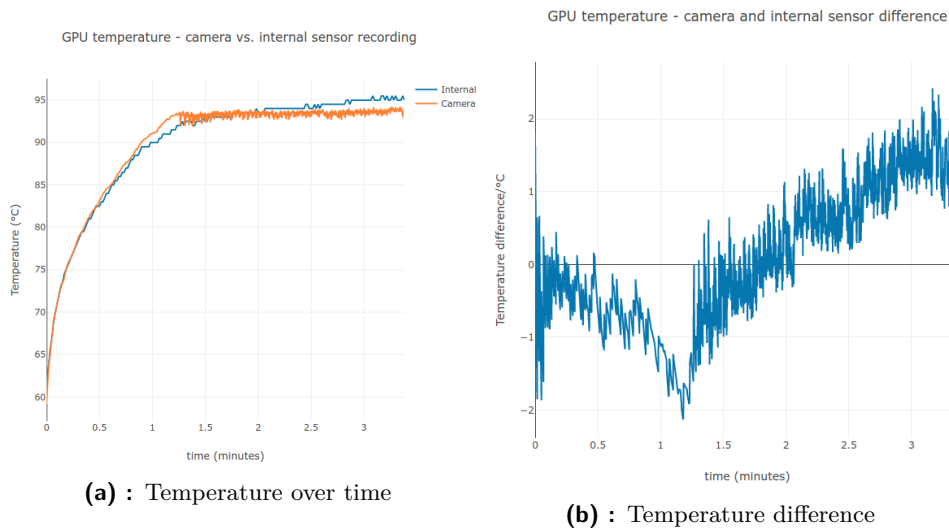 GPU temperature - camera vs. internal sensor recording
Internal
Camera
Temperature (°C)
95
90
85
80
75
70
65
60
0
0.5
1
1.5
2
2.5
3
time (minutes)
(a) : Temperature over time
GPU temperature - camera and internal sensor difference
Temperature difference/°C
2
1
0
−1
−2
0
0.5
1
1.5
2
2.5
3
time (minutes)
(b) : Temperature difference